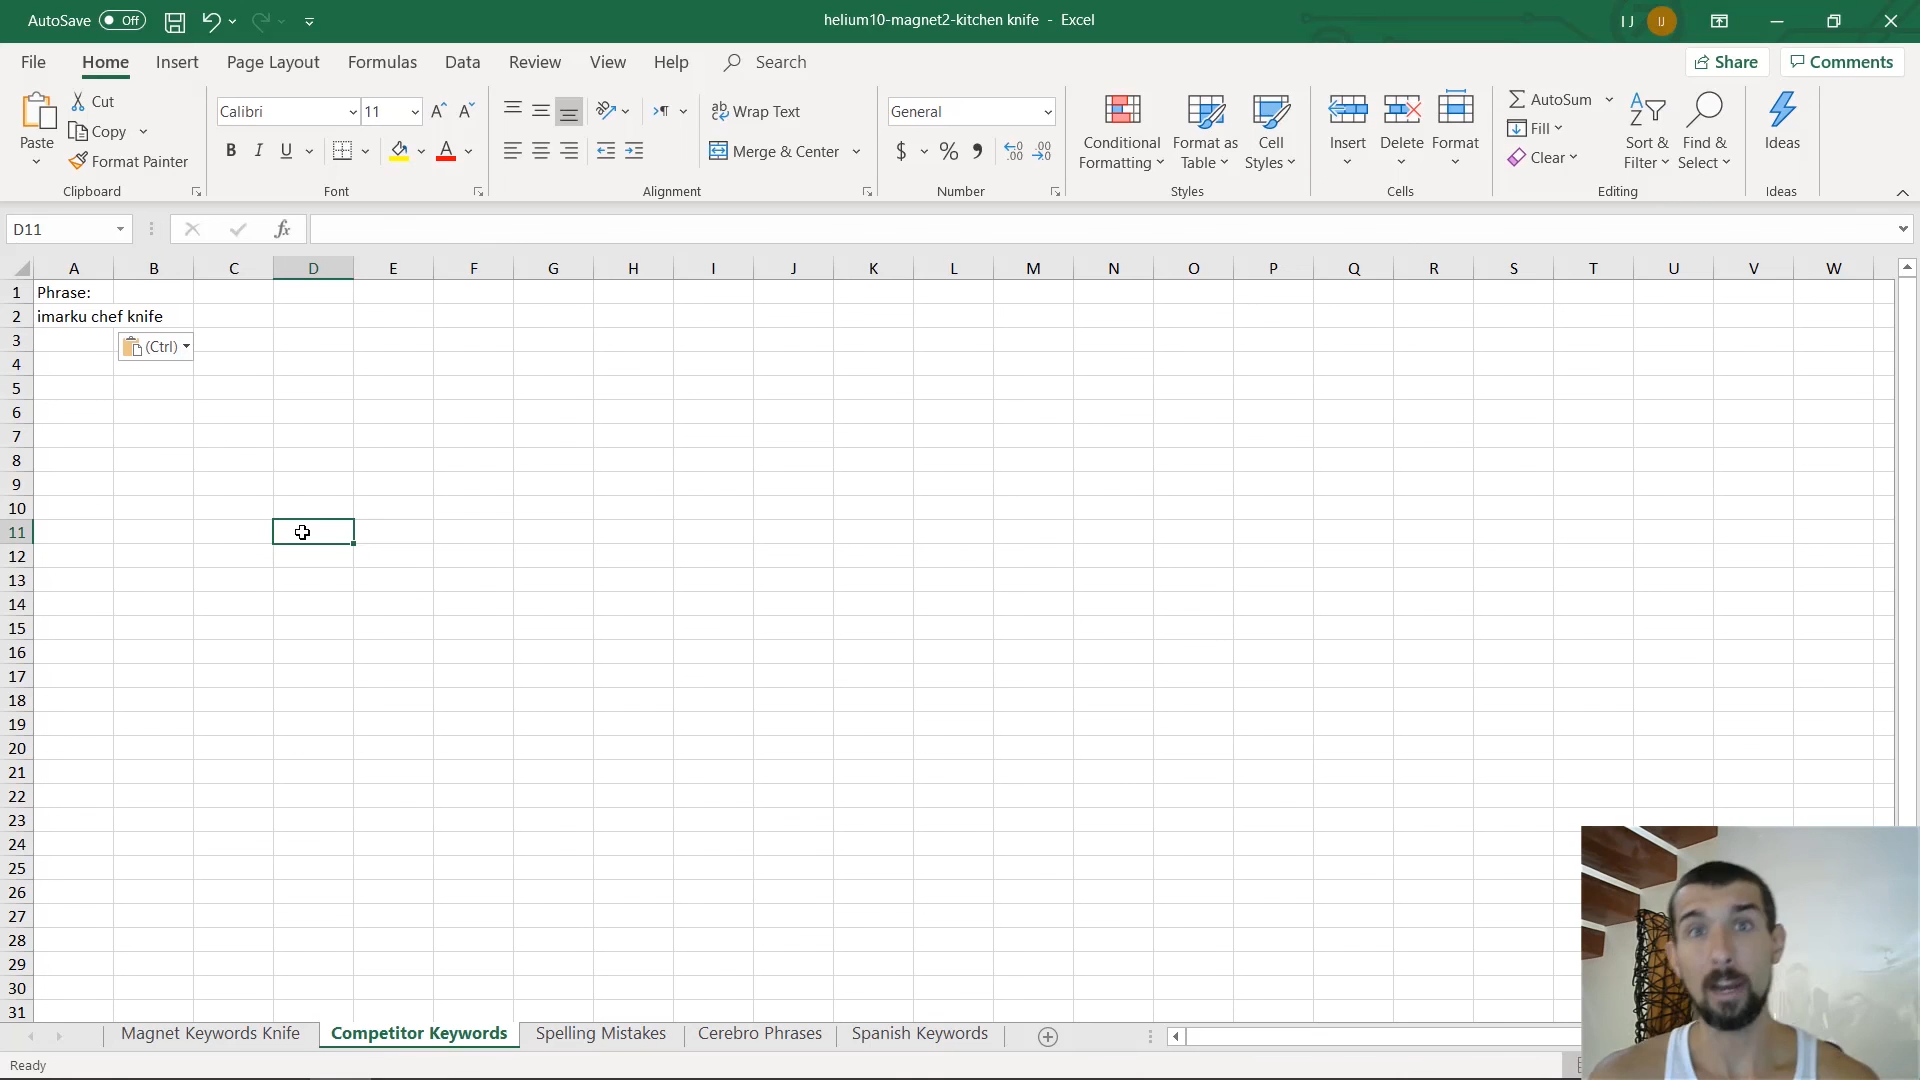 AutoSave Off helium10-magnet2-kitchen knife - Excel I J IJ
File Home Insert Page Layout Formulas Data Review View Help Search Share Comments
Paste
Cut
Copy
Format Painter
Clipboard
Calibri 11 A A
B I U A
Font
ab Wrap Text
Merge & Center
Alignment
General
$ % , .00 .00
Number
Conditional Formatting
Format as Table
Cell Styles
Styles
Insert Delete Format
Cells
AutoSum
Fill
Clear
Sort & Filter
Find & Select
Editing
Ideas
Ideas
D11 fx
A B C D E F G H I J K L M N O P Q R S T U V W
1 Phrase:
2 imarku chef knife
3 (Ctrl)
4
5
6
7
8
9
10
11
12
13
14
15
16
17
18
19
20
21
22
23
24
25
26
27
28
29
30
31
Magnet Keywords Knife Competitor Keywords Spelling Mistakes Cerebro Phrases Spanish Keywords
Ready